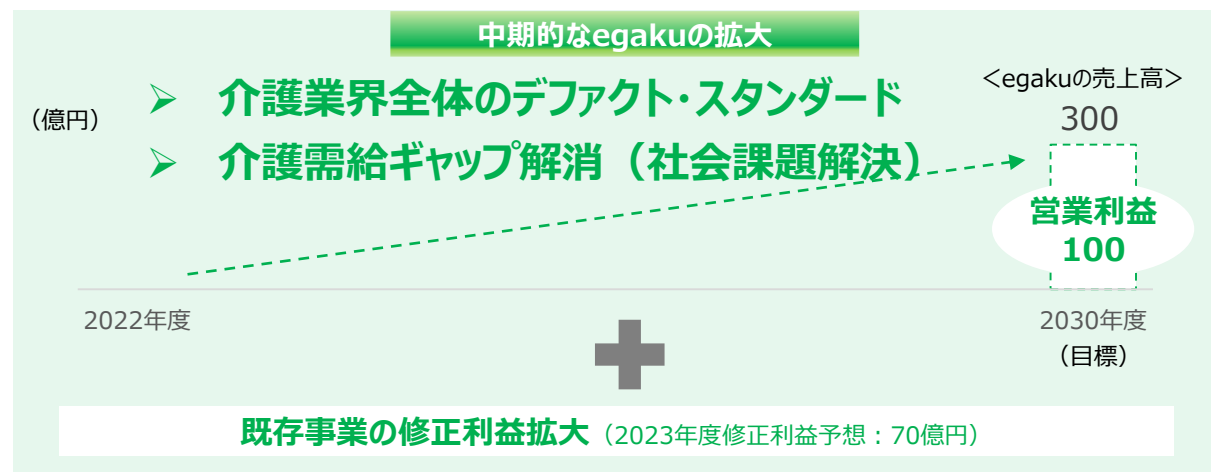 中期的なegakuの拡大
（億円）
➢ 介護業界全体のデファクト・スタンダード
➢ 介護需給ギャップ解消（社会課題解決）
＜egakuの売上高＞
300
営業利益
100
2022年度
2030年度
（目標）
既存事業の修正利益拡大（2023年度修正利益予想：70億円）